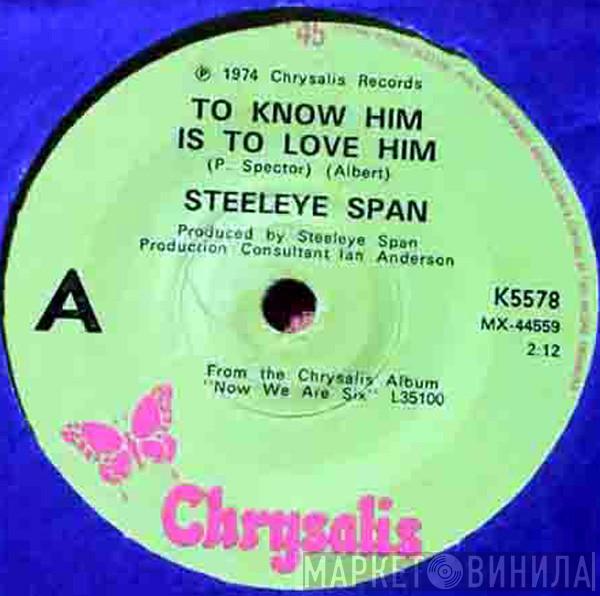 45
℗ 1974 Chrysalis Records
TO KNOW HIM
IS TO LOVE HIM
(P. Spector) (Albert)
STEELEYE SPAN
Produced by Steeleye Span
Production Consultant Ian Anderson
A
K5578
MX-44559
2:12
From the Chrysalis Album
"Now We Are Six" L35100
Chrysalis
МАРКЕТ ВИНИЛА